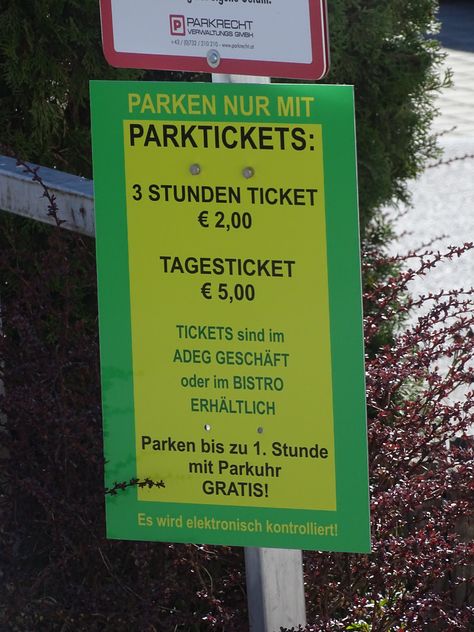 PARKRECHT
VERWALTUNGS GMBH
PARKEN NUR MIT
PARKTICKETS:
3 STUNDEN TICKET
€ 2,00
TAGESTICKET
€ 5,00
TICKETS sind im
ADEG GESCHÄFT
oder im BISTRO
ERHÄLTLICH
Parken bis zu 1. Stunde
mit Parkuhr
GRATIS!
Es wird elektronisch kontrolliert!